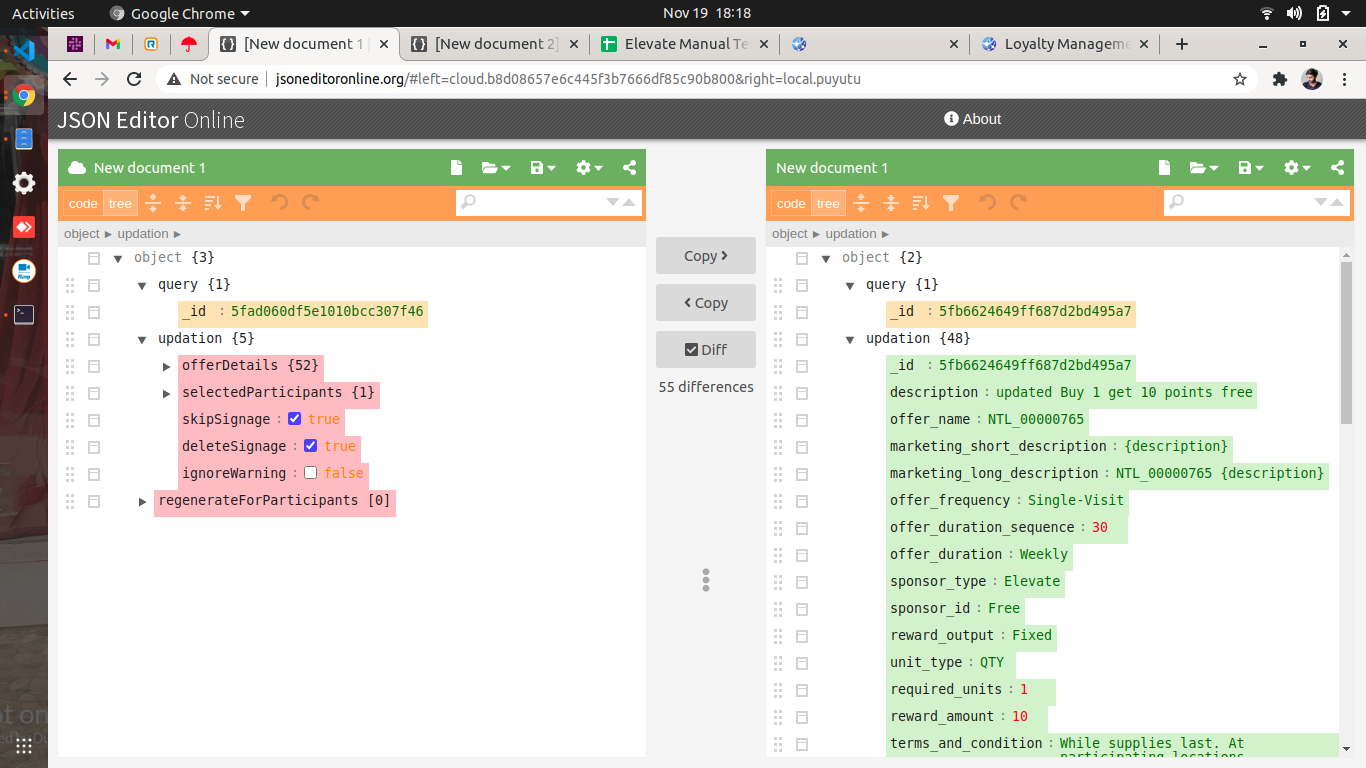 Activities Google Chrome Nov 19 18:18
[New document 1 [New document 2] Elevate Manual Te Loyalty Manageme
Not secure jsoneditoronline.org/#left=cloud.b8d08657e6c445f3b7666df85c90b800&right=local.puyutu
JSON Editor Online About
New document 1
code tree
object ▸ updation ▸
object {3}
query {1}
_id : 5fad060df5e1010bcc307f46
updation {5}
offerDetails {52}
selectedParticipants {1}
skipSignage : true
deleteSignage : true
ignoreWarning : false
regenerateForParticipants [0]
Copy
Copy
Diff
55 differences
New document 1
code tree
object ▸ updation ▸
object {2}
query {1}
_id : 5fb6624649ff687d2bd495a7
updation {48}
_id : 5fb6624649ff687d2bd495a7
description : updated Buy 1 get 10 points free
offer_name : NTL_00000765
marketing_short_description : {description}
marketing_long_description : NTL_00000765 {description}
offer_frequency : Single-Visit
offer_duration_sequence : 30
offer_duration : Weekly
sponsor_type : Elevate
sponsor_id : Free
reward_output : Fixed
unit_type : QTY
required_units : 1
reward_amount : 10
terms_and_condition : While supplies last. At
participating locations